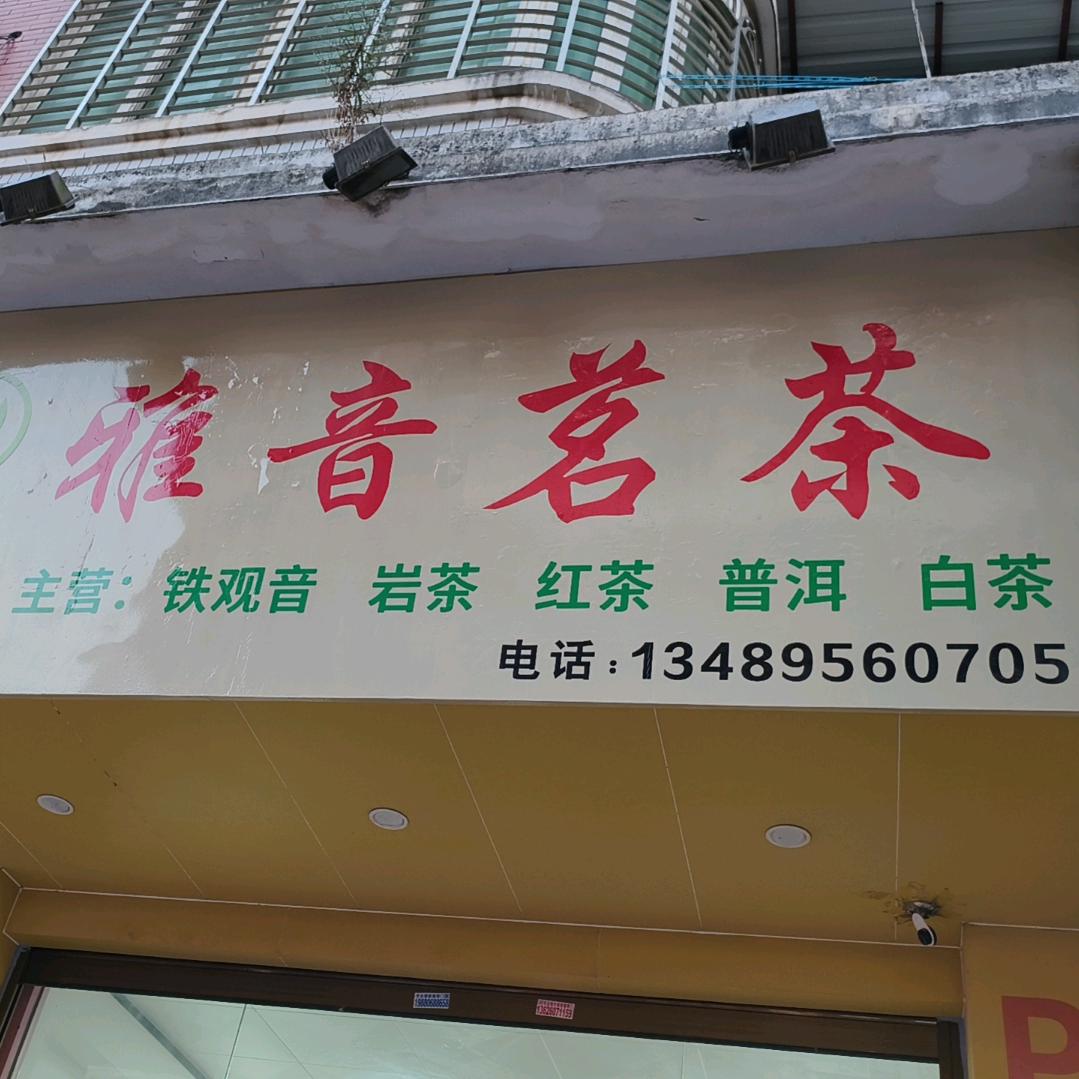 雅音茗茶
主营：铁观音 岩茶 红茶 普洱 白茶
电话：13489560705